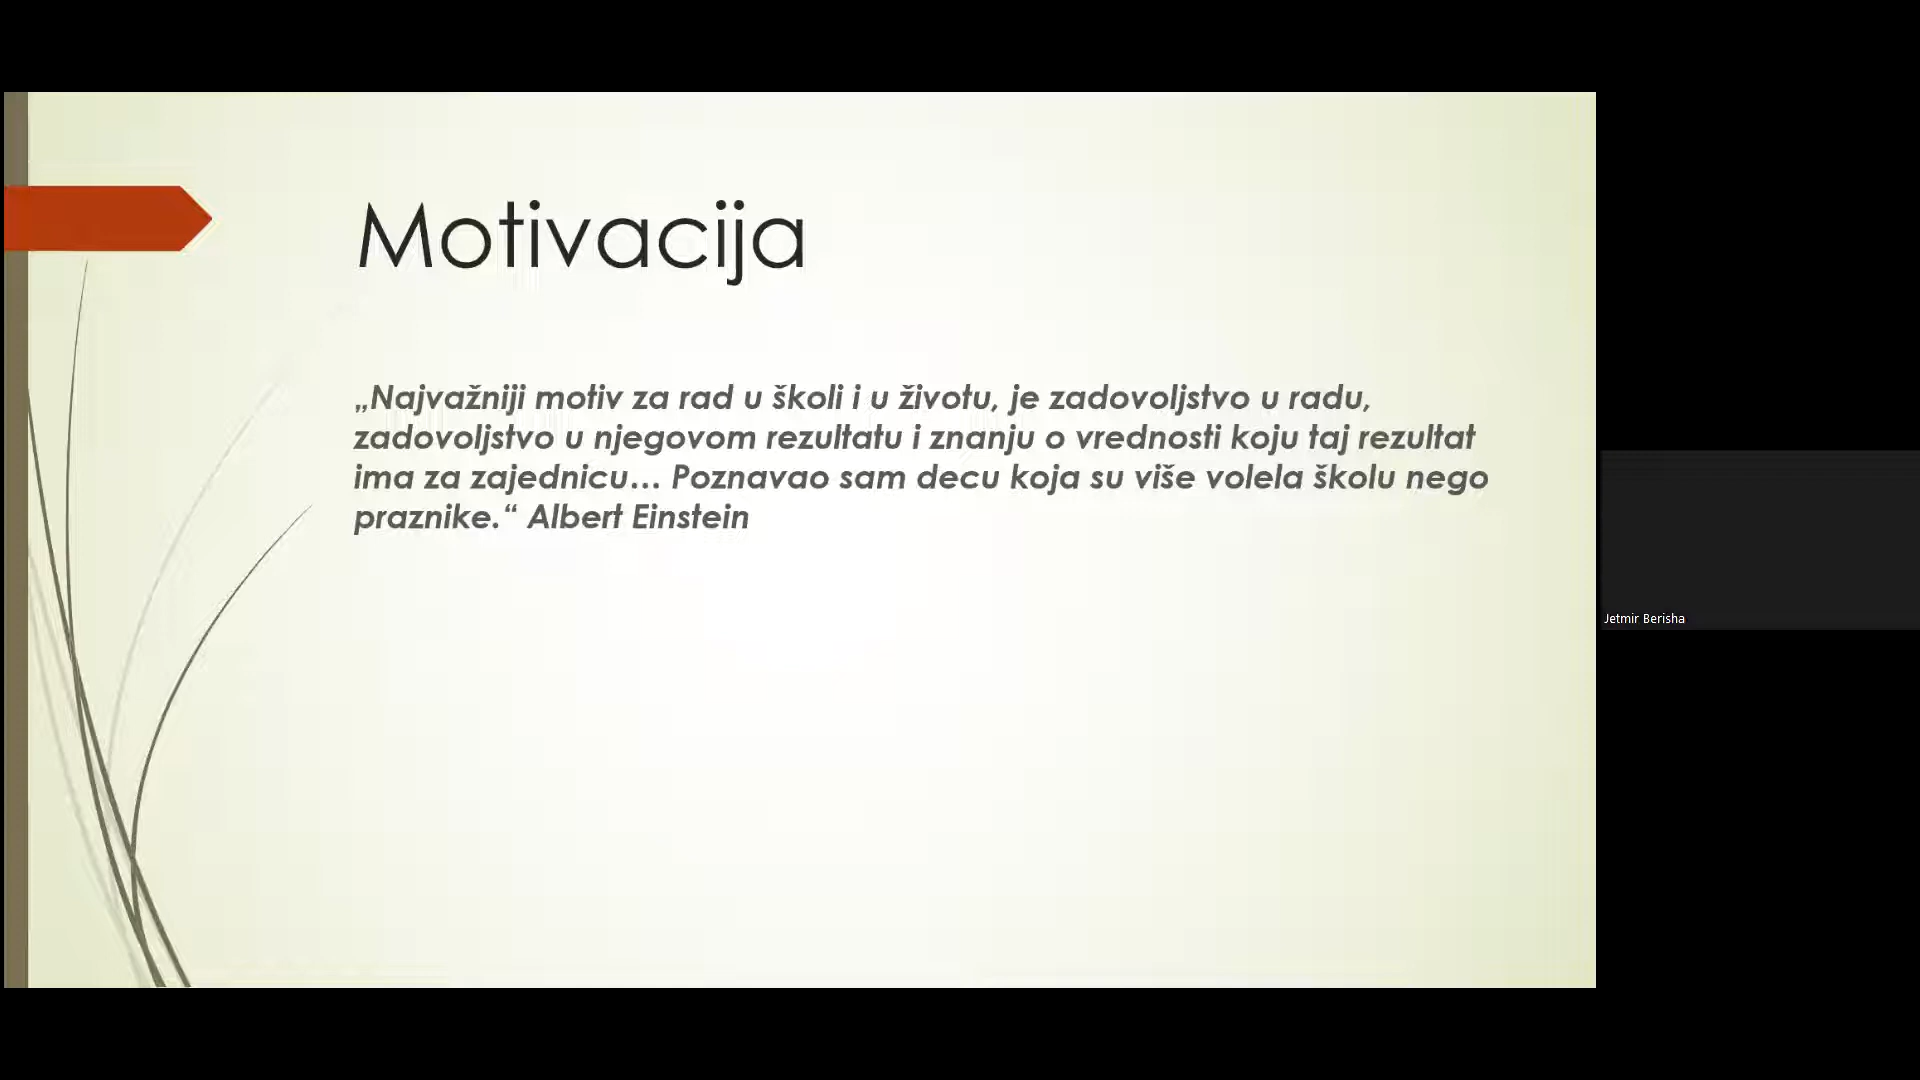 Motivacija
„Najvažniji motiv za rad u školi i u životu, je zadovoljstvo u radu,
zadovoljstvo u njegovom rezultatu i znanju o vrednosti koju taj rezultat
ima za zajednicu... Poznavao sam decu koja su više volela školu nego
praznike.“ Albert Einstein
Jetmir Berisha